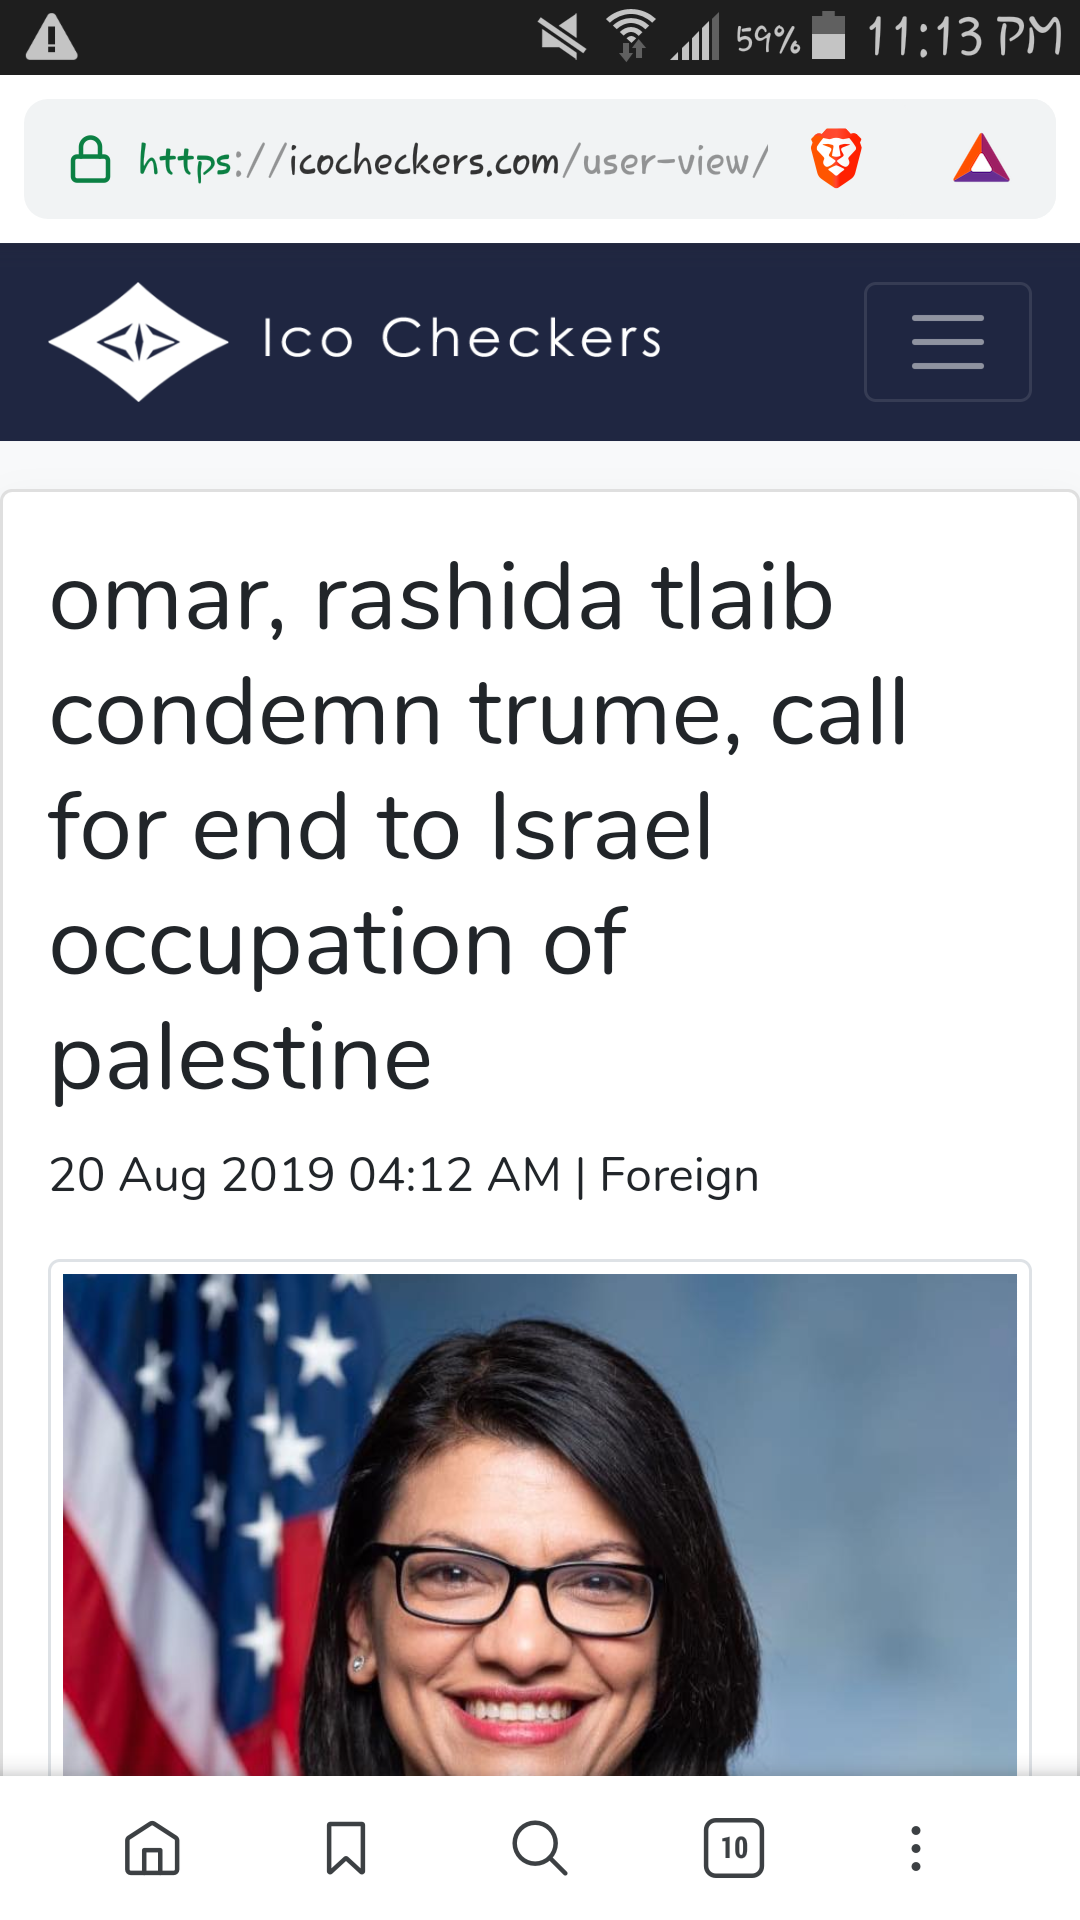 59% 11:13 PM
https://icocheckers.com/user-view/
Ico Checkers
omar, rashida tlaib
condemn trume, call
for end to Israel
occupation of
palestine
20 Aug 2019 04:12 AM | Foreign
10